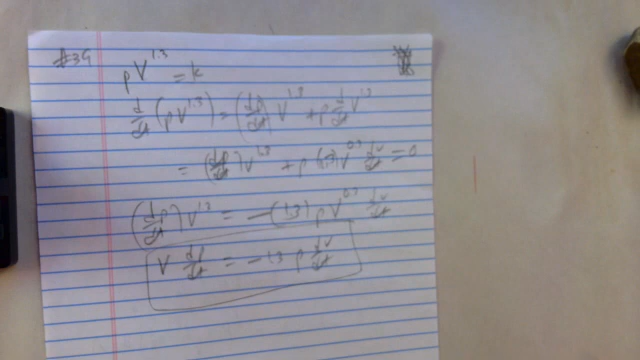 #39
pV^1.3 = k
d/dt (pV^1.3) = (dp/dt) V^1.3 + p d/dt V^1.3
= (dp/dt) V^1.3 + p (1.3) V^0.3 dV/dt = 0
(dp/dt) V^1.3 = -(1.3) pV^0.3 dV/dt
V dp/dt = -1.3 p dV/dt